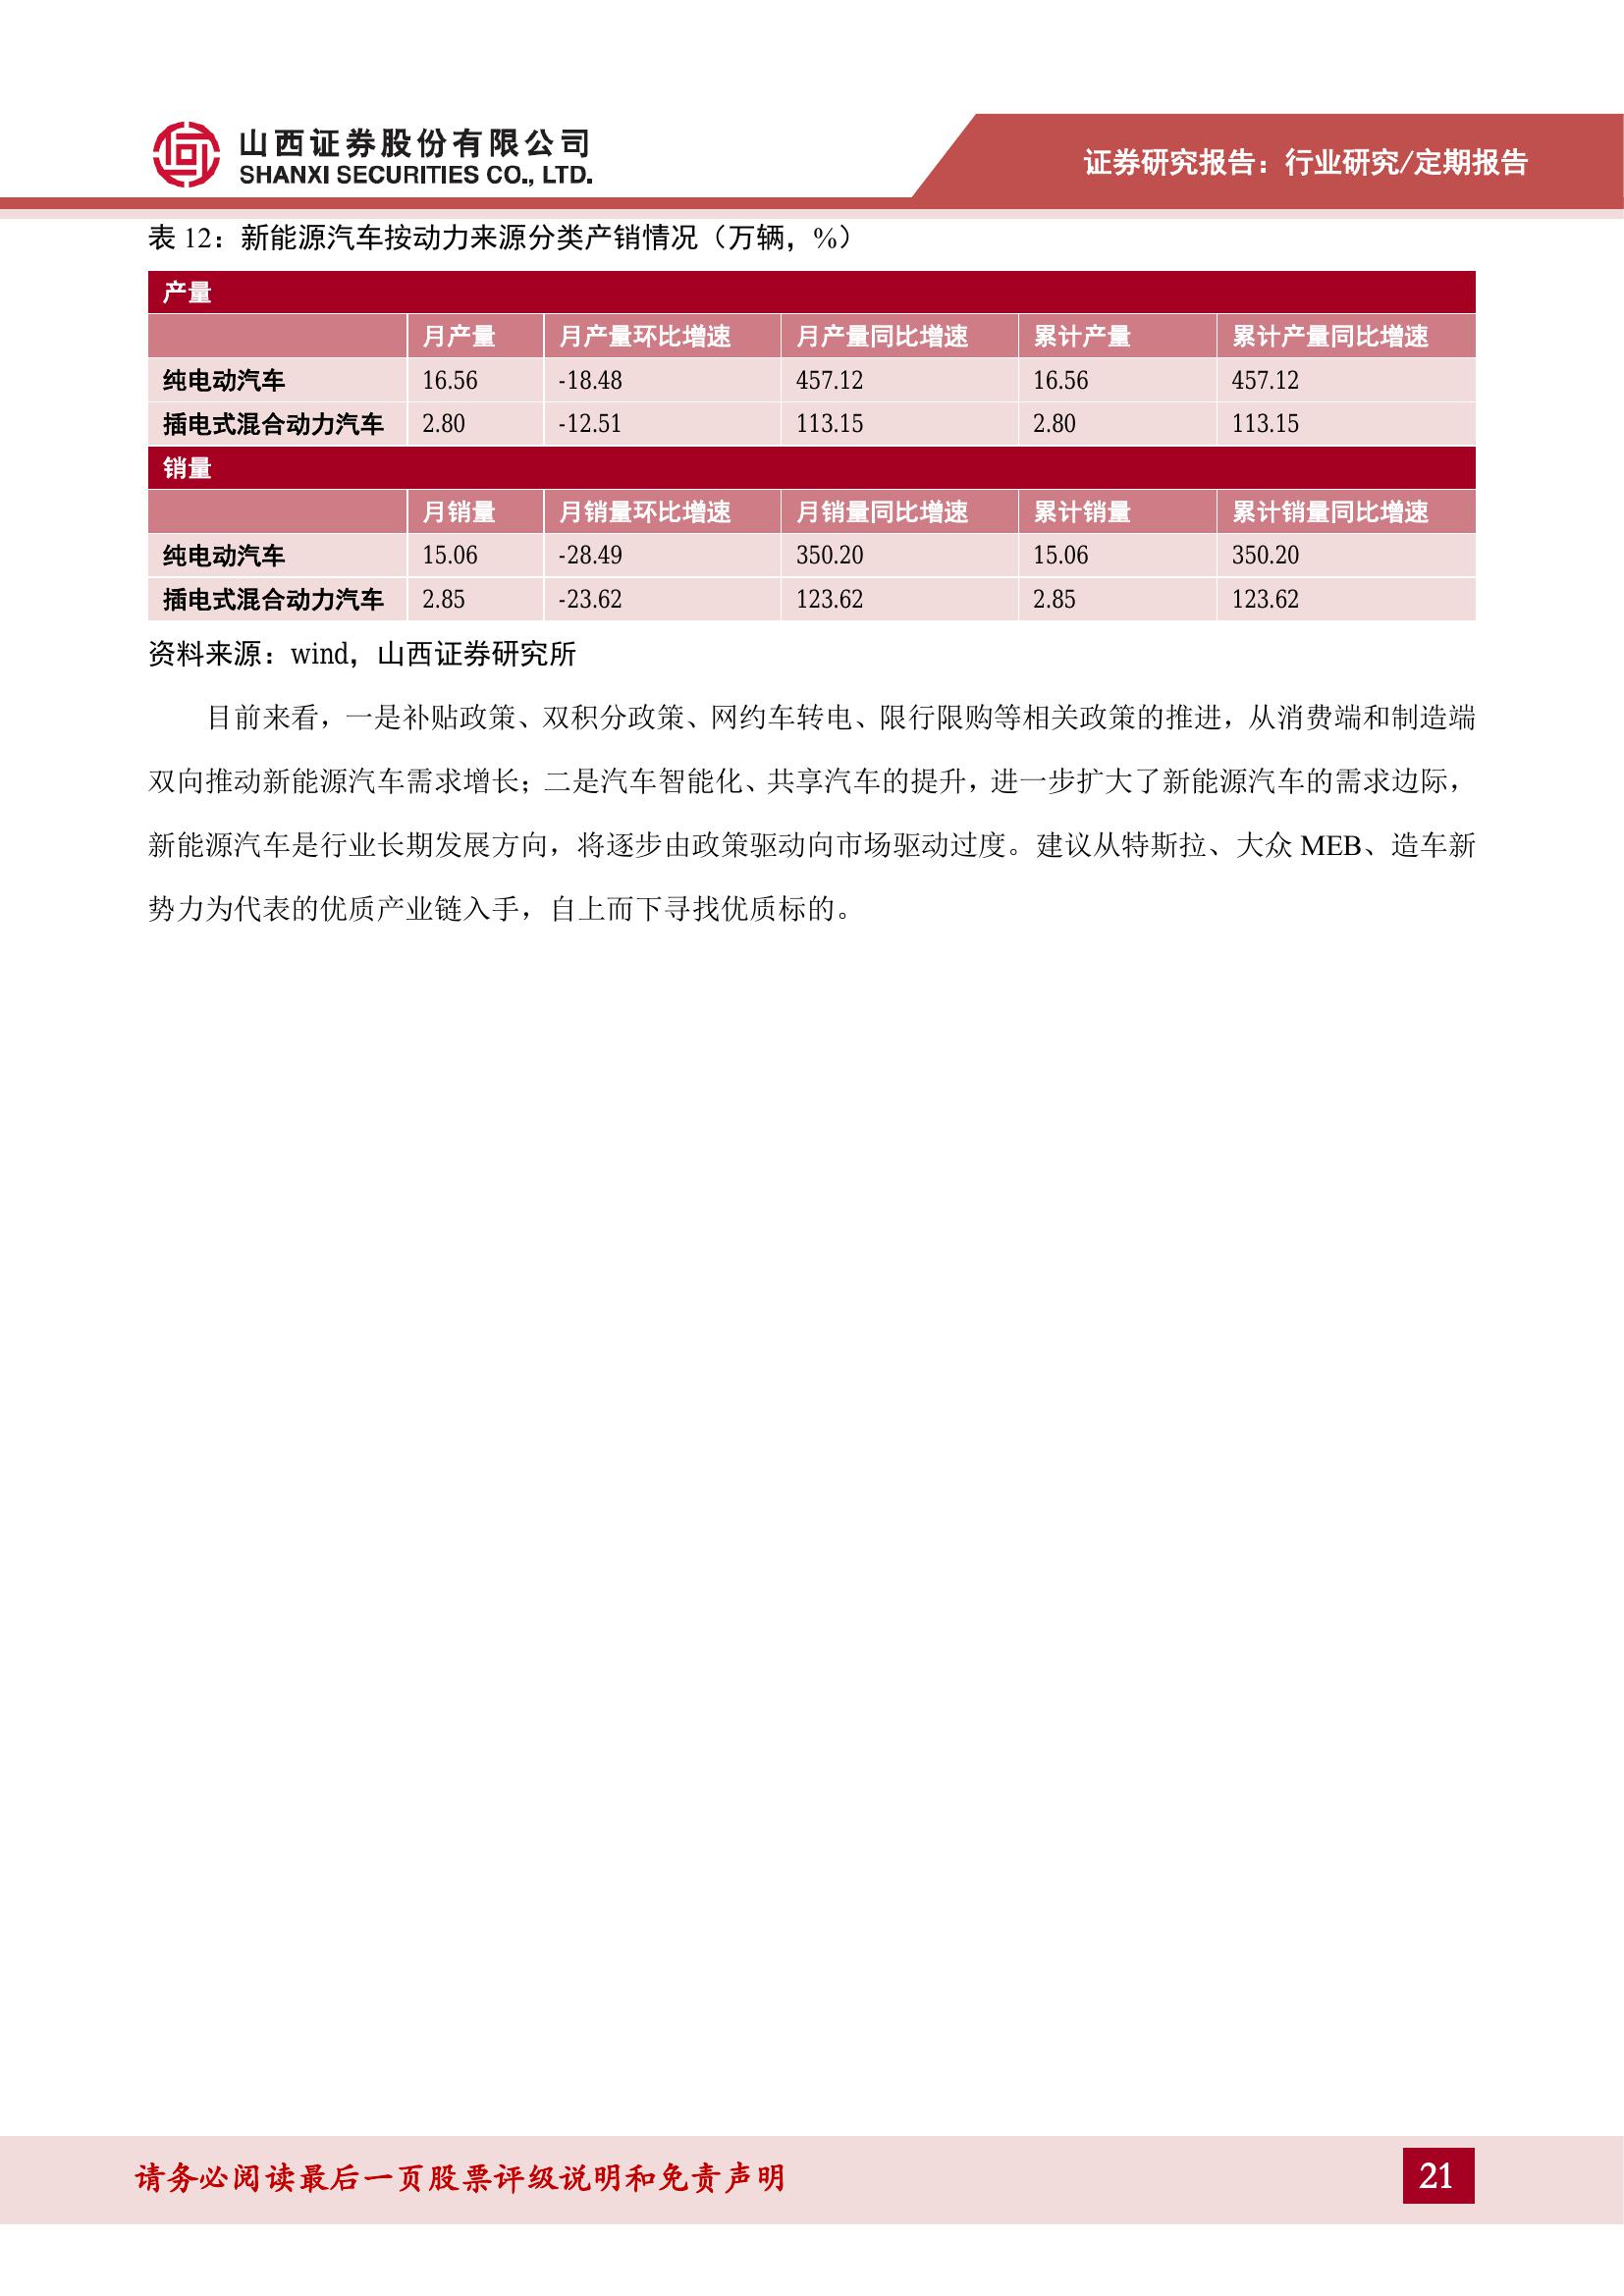 山西证券股份有限公司
SHANXI SECURITIES CO., LTD.
证券研究报告：行业研究/定期报告
表 12：新能源汽车按动力来源分类产销情况（万辆，%）
产量
月产量 月产量环比增速 月产量同比增速 累计产量 累计产量同比增速
纯电动汽车 16.56 -18.48 457.12 16.56 457.12
插电式混合动力汽车 2.80 -12.51 113.15 2.80 113.15
销量
月销量 月销量环比增速 月销量同比增速 累计销量 累计销量同比增速
纯电动汽车 15.06 -28.49 350.20 15.06 350.20
插电式混合动力汽车 2.85 -23.62 123.62 2.85 123.62
资料来源：wind，山西证券研究所
目前来看，一是补贴政策、双积分政策、网约车转电、限行限购等相关政策的推进，从消费端和制造端
双向推动新能源汽车需求增长；二是汽车智能化、共享汽车的提升，进一步扩大了新能源汽车的需求边际，
新能源汽车是行业长期发展方向，将逐步由政策驱动向市场驱动过度。建议从特斯拉、大众 MEB、造车新
势力为代表的优质产业链入手，自上而下寻找优质标的。
请务必阅读最后一页股票评级说明和免责声明
21